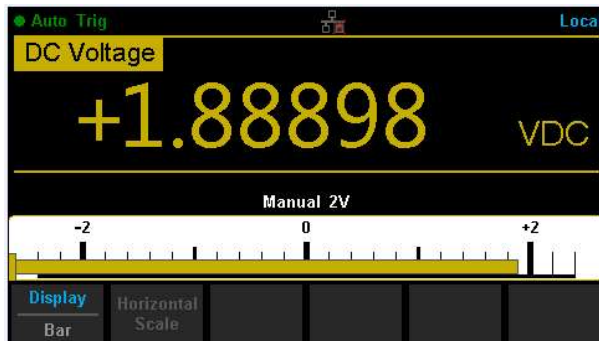 Auto Trig Loca
DC Voltage
+1.88898 VDC
Manual 2V
-2 0 +2
Display Horizontal
Bar Scale